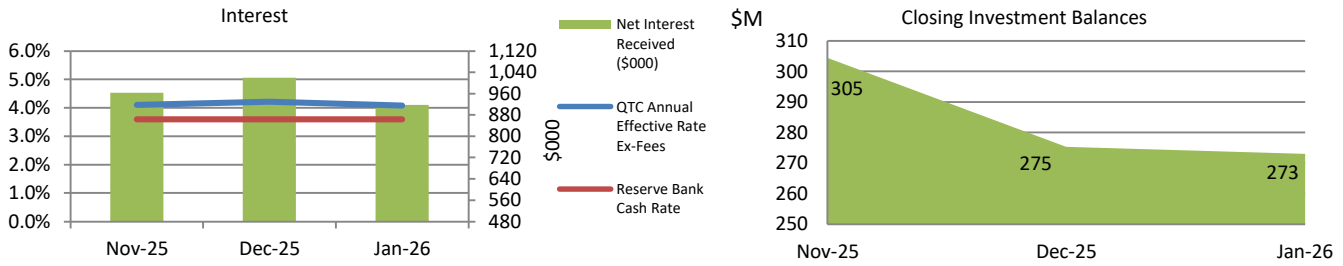 Interest
6.0%
5.0%
4.0%
3.0%
2.0%
1.0%
0.0%
1,120
1,040
960
880
800
720
640
560
480
$000
Nov-25
Dec-25
Jan-26
Net Interest
Received
($000)
QTC Annual
Effective Rate
Ex-Fees
Reserve Bank
Cash Rate
$M
Closing Investment Balances
310
300
290
280
270
260
250
305
275
273
Nov-25
Dec-25
Jan-26